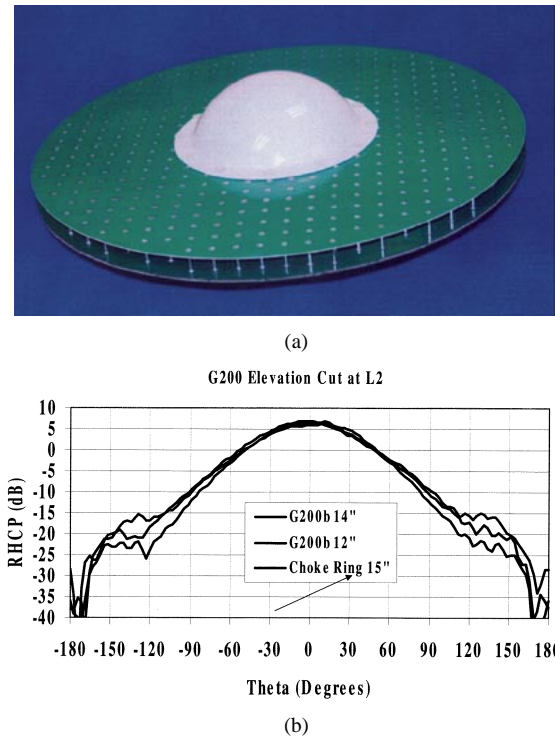 (a)
G200 Elevation Cut at L2
10
5
0
-5
-10
-15
-20
-25
-30
-35
-40
RHCP (dB)
G200b 14"
G200b 12"
Choke Ring 15"
-180 -150 -120 -90 -60 -30 0 30 60 90 120 150 180
Theta (Degrees)
(b)